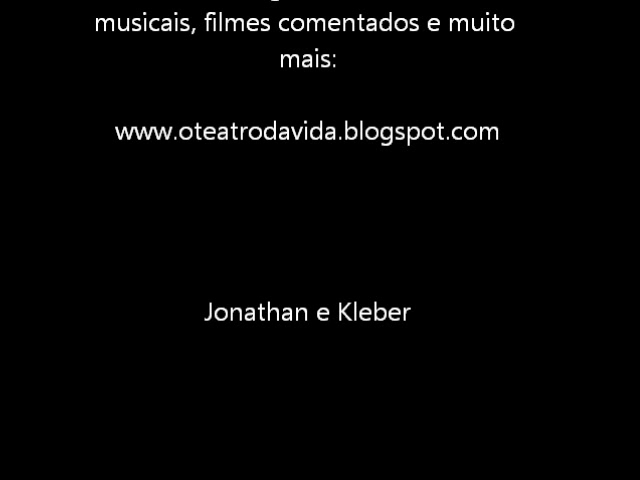 musicais, filmes comentados e muito
mais:
www.oteatrodavida.blogspot.com
Jonathan e Kleber